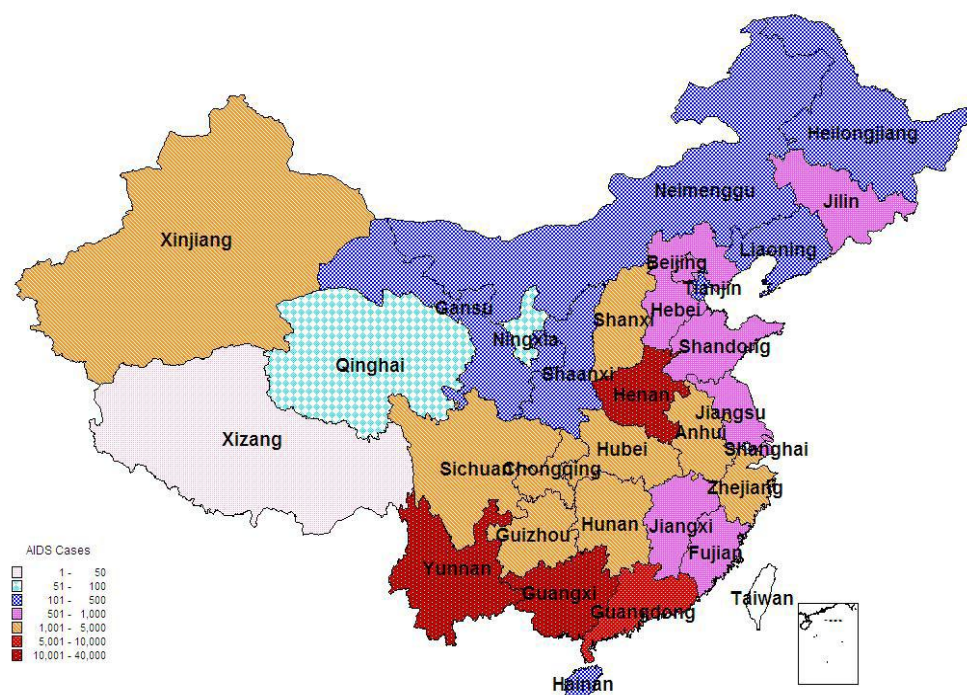 Heilongjiang
Neimenggu
Jilin
Xinjiang
Liaoning
Beijing
Tianjin
Gansu
Hebei
Shanxi
Ningxia
Shandong
Qinghai
Shaanxi
Henan
Jiangsu
Anhui
Xizang
Hubei
Shanghai
Sichuan
Chongqing
Zhejiang
Guizhou
Hunan
Jiangxi
Fujian
Yunnan
Guangxi
Guangdong
Taiwan
Hainan
AIDS Cases
1 - 50
51 - 100
101 - 500
501 - 1,000
1,001 - 5,000
5,001 - 10,000
10,001 - 40,000